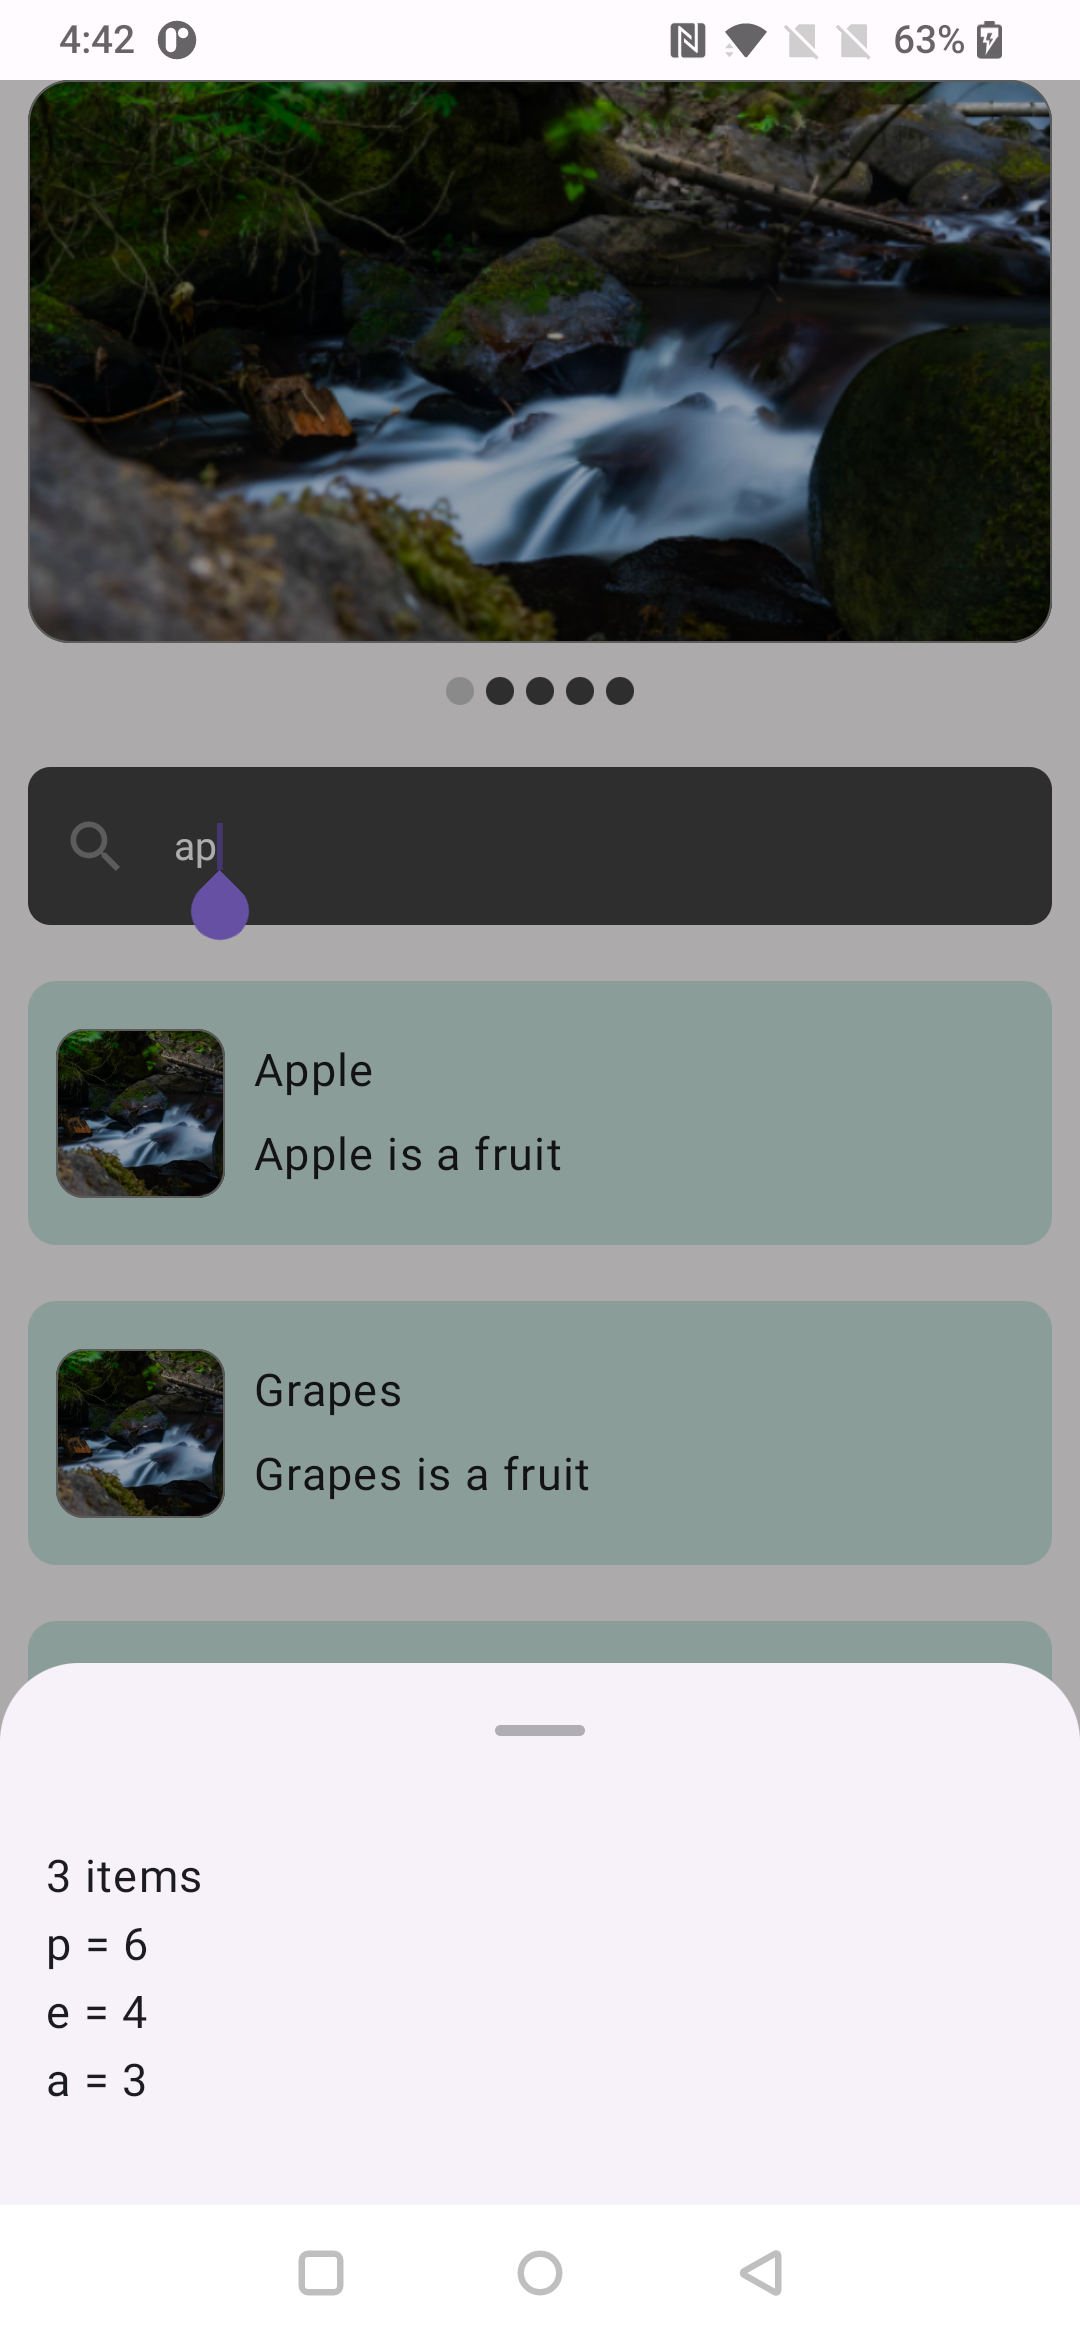 4:42 63%
ap
Apple
Apple is a fruit
Grapes
Grapes is a fruit
3 items
p = 6
e = 4
a = 3